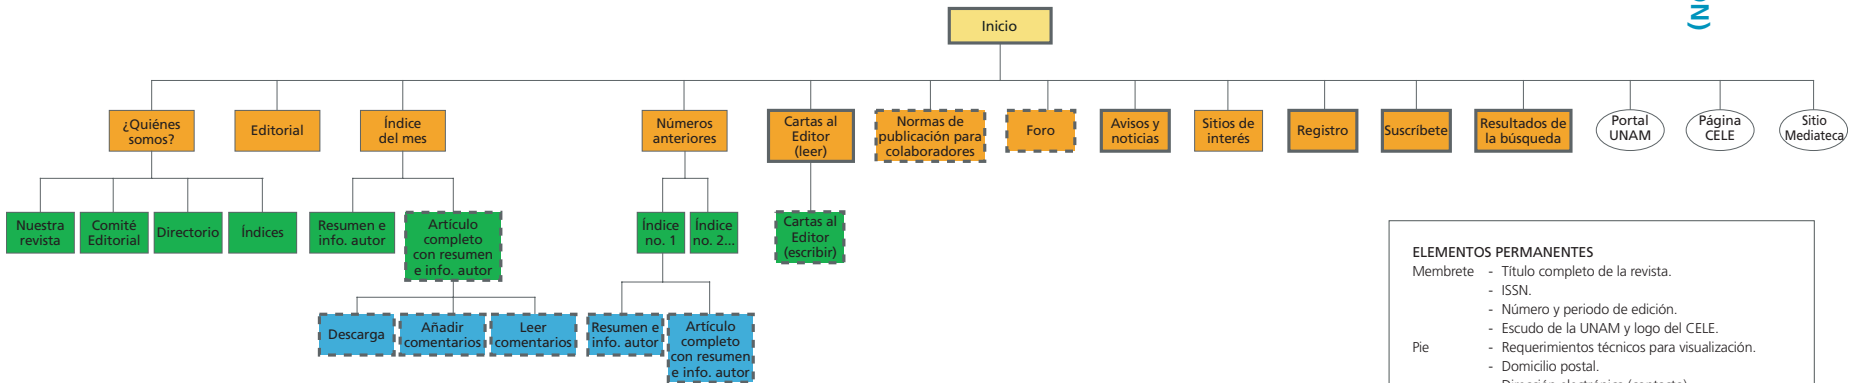 ÓN)
Inicio
¿Quiénes
somos?
Editorial
Índice
del mes
Números
anteriores
Cartas al
Editor
(leer)
Normas de
publicación para
colaboradores
Foro
Avisos y
noticias
Sitios de
interés
Registro
Suscríbete
Resultados de
la búsqueda
Portal
UNAM
Página
CELE
Sitio
Mediateca
Nuestra
revista
Comité
Editorial
Directorio
Índices
Resumen e
info. autor
Artículo
completo
con resumen
e info. autor
Índice
no. 1
Índice
no. 2...
Cartas al
Editor
(escribir)
Descarga
Añadir
comentarios
Leer
comentarios
Resumen e
info. autor
Artículo
completo
con resumen
e info. autor
ELEMENTOS PERMANENTES
Membrete - Título completo de la revista.
- ISSN.
- Número y periodo de edición.
- Escudo de la UNAM y logo del CELE.
Pie - Requerimientos técnicos para visualización.
- Domicilio postal.
- Dirección electrónica (contacto)